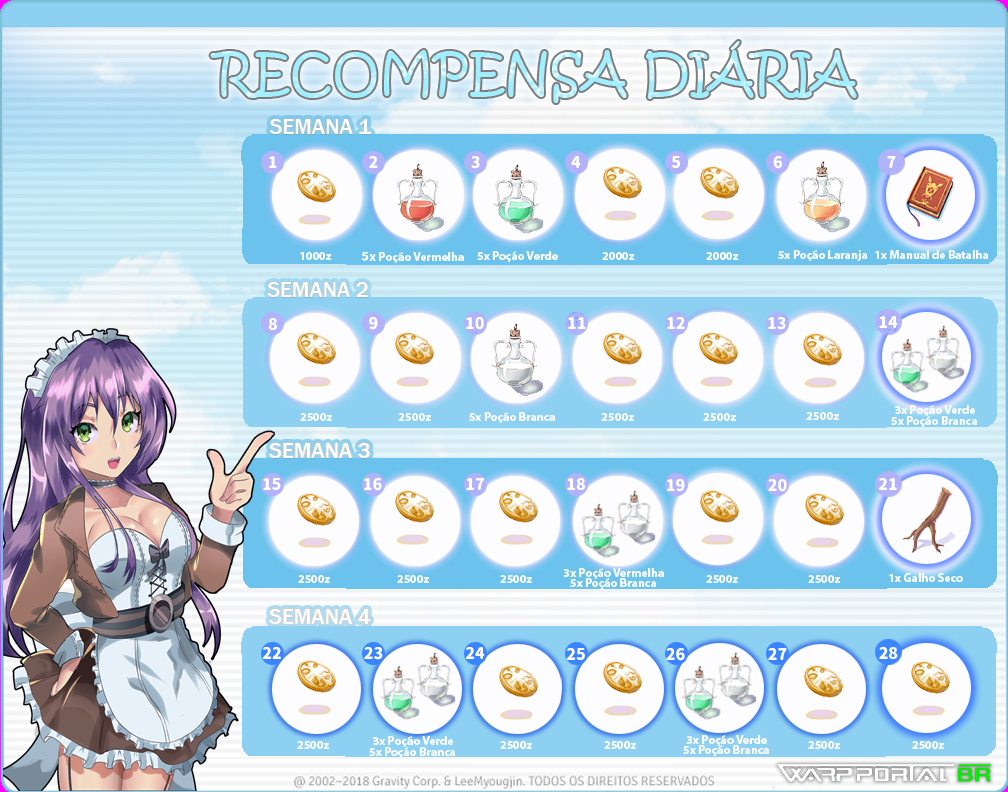 RECOMPENSA DIÁRIA
SEMANA 1
1 2 3 4 5 6 7
1000z 5x Poção Vermelha 5x Poção Verde 2000z 2000z 5x Poção Laranja 1x Manual de Batalha
SEMANA 2
8 9 10 11 12 13 14
2500z 2500z 5x Poção Branca 2500z 2500z 2500z 3x Poção Verde
5x Poção Branca
SEMANA 3
15 16 17 18 19 20 21
2500z 2500z 2500z 3x Poção Vermelha 2500z 2500z 1x Galho Seco
5x Poção Branca
SEMANA 4
22 23 24 25 26 27 28
2500z 3x Poção Verde 2500z 2500z 3x Poção Verde 2500z 2500z
5x Poção Branca 5x Poção Branca
@ 2002-2018 Gravity Corp. & LeeMyougjin. TODOS OS DIREITOS RESERVADOS
WARPPORTAL BR